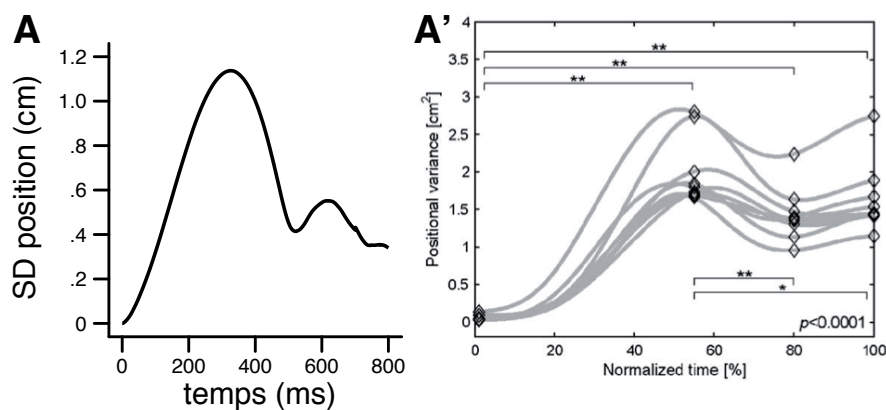 A
SD position (cm)
1.2
1.0
.8
.6
.4
.2
0
0 200 400 600 800
temps (ms)
A’
Positional variance [cm²]
4
3.5
3
2.5
2
1.5
1
0.5
0
**
**
**
**
*
p<0.0001
0 20 40 60 80 100
Normalized time [%]